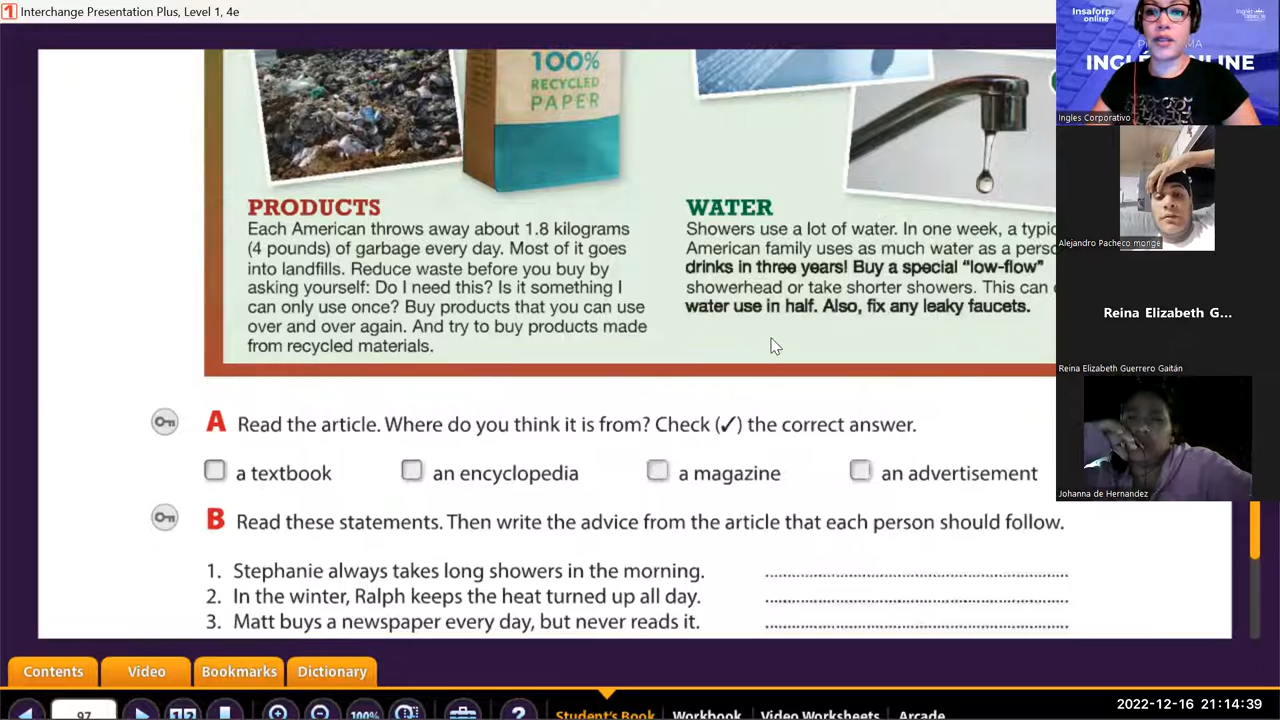 Interchange Presentation Plus, Level 1, 4e
100%
RECYCLED
PAPER
PRODUCTS
Each American throws away about 1.8 kilograms
(4 pounds) of garbage every day. Most of it goes
into landfills. Reduce waste before you buy by
asking yourself: Do I need this? Is it something I
can only use once? Buy products that you can use
over and over again. And try to buy products made
from recycled materials.
WATER
Showers use a lot of water. In one week, a typic
American family uses as much water as a perso
drinks in three years! Buy a special “low-flow”
showerhead or take shorter showers. This can
water use in half. Also, fix any leaky faucets.
A Read the article. Where do you think it is from? Check (✓) the correct answer.
a textbook an encyclopedia a magazine an advertisement
B Read these statements. Then write the advice from the article that each person should follow.
1. Stephanie always takes long showers in the morning.
2. In the winter, Ralph keeps the heat turned up all day.
3. Matt buys a newspaper every day, but never reads it.
Contents Video Bookmarks Dictionary
97 100% ? Student's Book Workbook Video Worksheets Arcade
Insaforp
online
INGLÉS ONLINE
Ingles Corporativo
Alejandro Pacheco monge
Reina Elizabeth G...
Reina Elizabeth Guerrero Gaitán
Johanna de Hernandez
2022-12-16 21:14:39